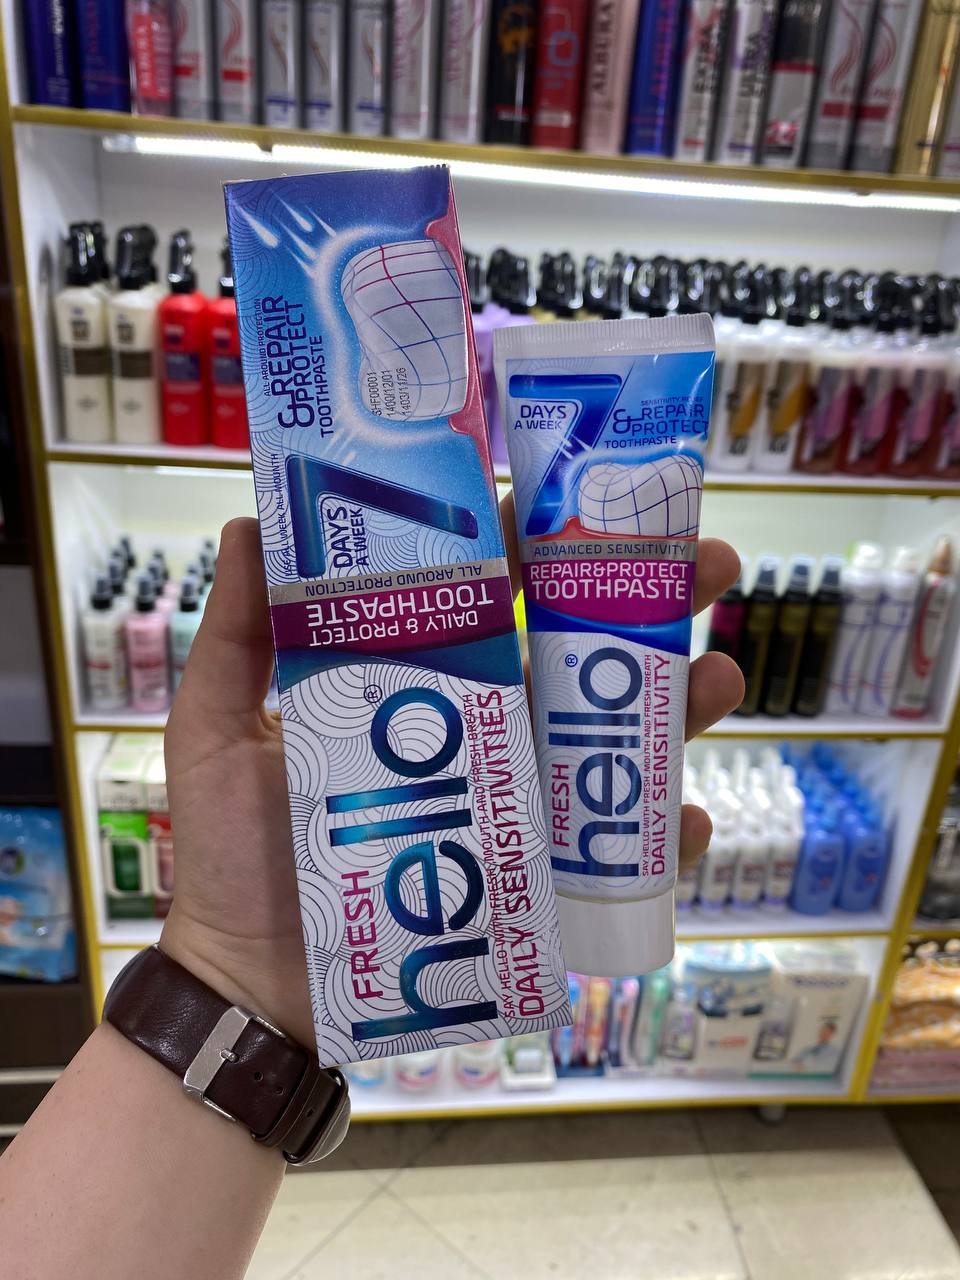 ALL AROUND PROTECTION
&REPAIR
PROTECT
TOOTHPASTE
SHF00001
1400/12/01
1403/11/26
7
DAYS
A WEEK
ALL AROUND PROTECTION
DAILY & PROTECT
TOOTHPASTE
FRESH
hello®
SAY HELLO WITH FRESH MOUTH AND FRESH BREATH
DAILY SENSITIVITIES
7
DAYS
A WEEK
SENSITIVITY RELIEF
&REPAIR
PROTECT
TOOTHPASTE
ADVANCED SENSITIVITY
REPAIR&PROTECT
TOOTHPASTE
FRESH
hello®
SAY HELLO WITH FRESH MOUTH AND FRESH BREATH
DAILY SENSITIVITY